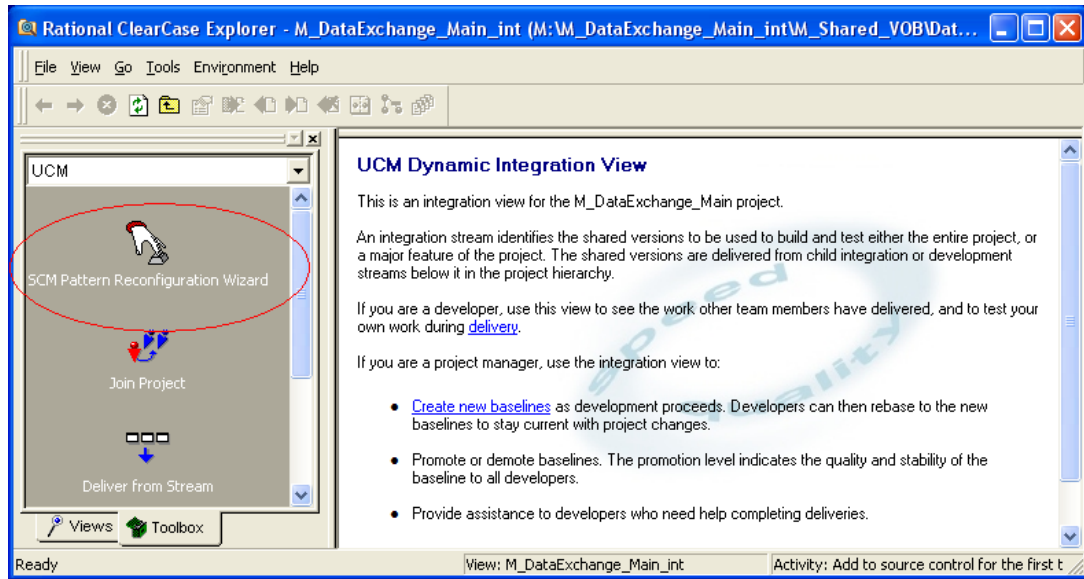 Rational ClearCase Explorer - M_DataExchange_Main_int (M:\M_DataExchange_Main_int\M_Shared_VOB\Dat...
File View Go Tools Environment Help
UCM
SCM Pattern Reconfiguration Wizard
Join Project
Deliver from Stream
Views
Toolbox
UCM Dynamic Integration View
This is an integration view for the M_DataExchange_Main project.
An integration stream identifies the shared versions to be used to build and test either the entire project, or
a major feature of the project. The shared versions are delivered from child integration or development
streams below it in the project hierarchy.
If you are a developer, use this view to see the work other team members have delivered, and to test your
own work during delivery.
If you are a project manager, use the integration view to:
• Create new baselines as development proceeds. Developers can then rebase to the new
baselines to stay current with project changes.
• Promote or demote baselines. The promotion level indicates the quality and stability of the
baseline to all developers.
• Provide assistance to developers who need help completing deliveries.
speed
quality
Ready
View: M_DataExchange_Main_int
Activity: Add to source control for the first t